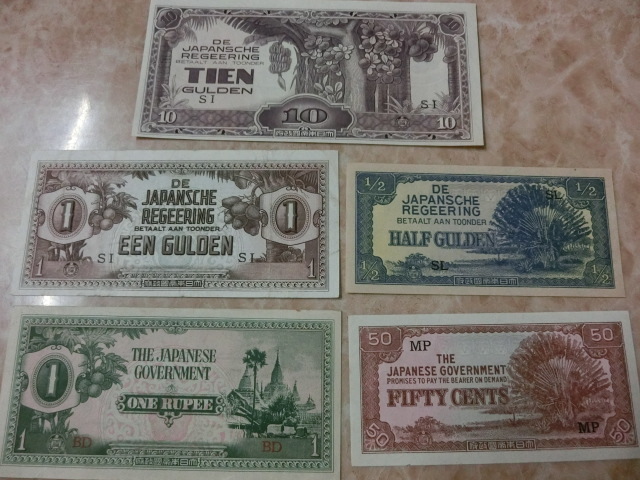 DE
JAPANSCHE
REGEERING
BETAALT AAN TOONDER
TIEN
GULDEN
SI
SI
10
10
10
DE
JAPANSCHE
REGEERING
BETAALT AAN TOONDER
EEN GULDEN
1
1
SI
SI
1
1
1/2
1/2
DE
JAPANSCHE
REGEERING
BETAALT AAN TOONDER
HALF GULDEN
SL
SL
1/2
1/2
THE JAPANESE
GOVERNMENT
ONE RUPEE
1
BD
BD
1
1
50
50
MP
THE
JAPANESE GOVERNMENT
PROMISES TO PAY THE BEARER ON DEMAND
FIFTY CENTS
MP
50
50